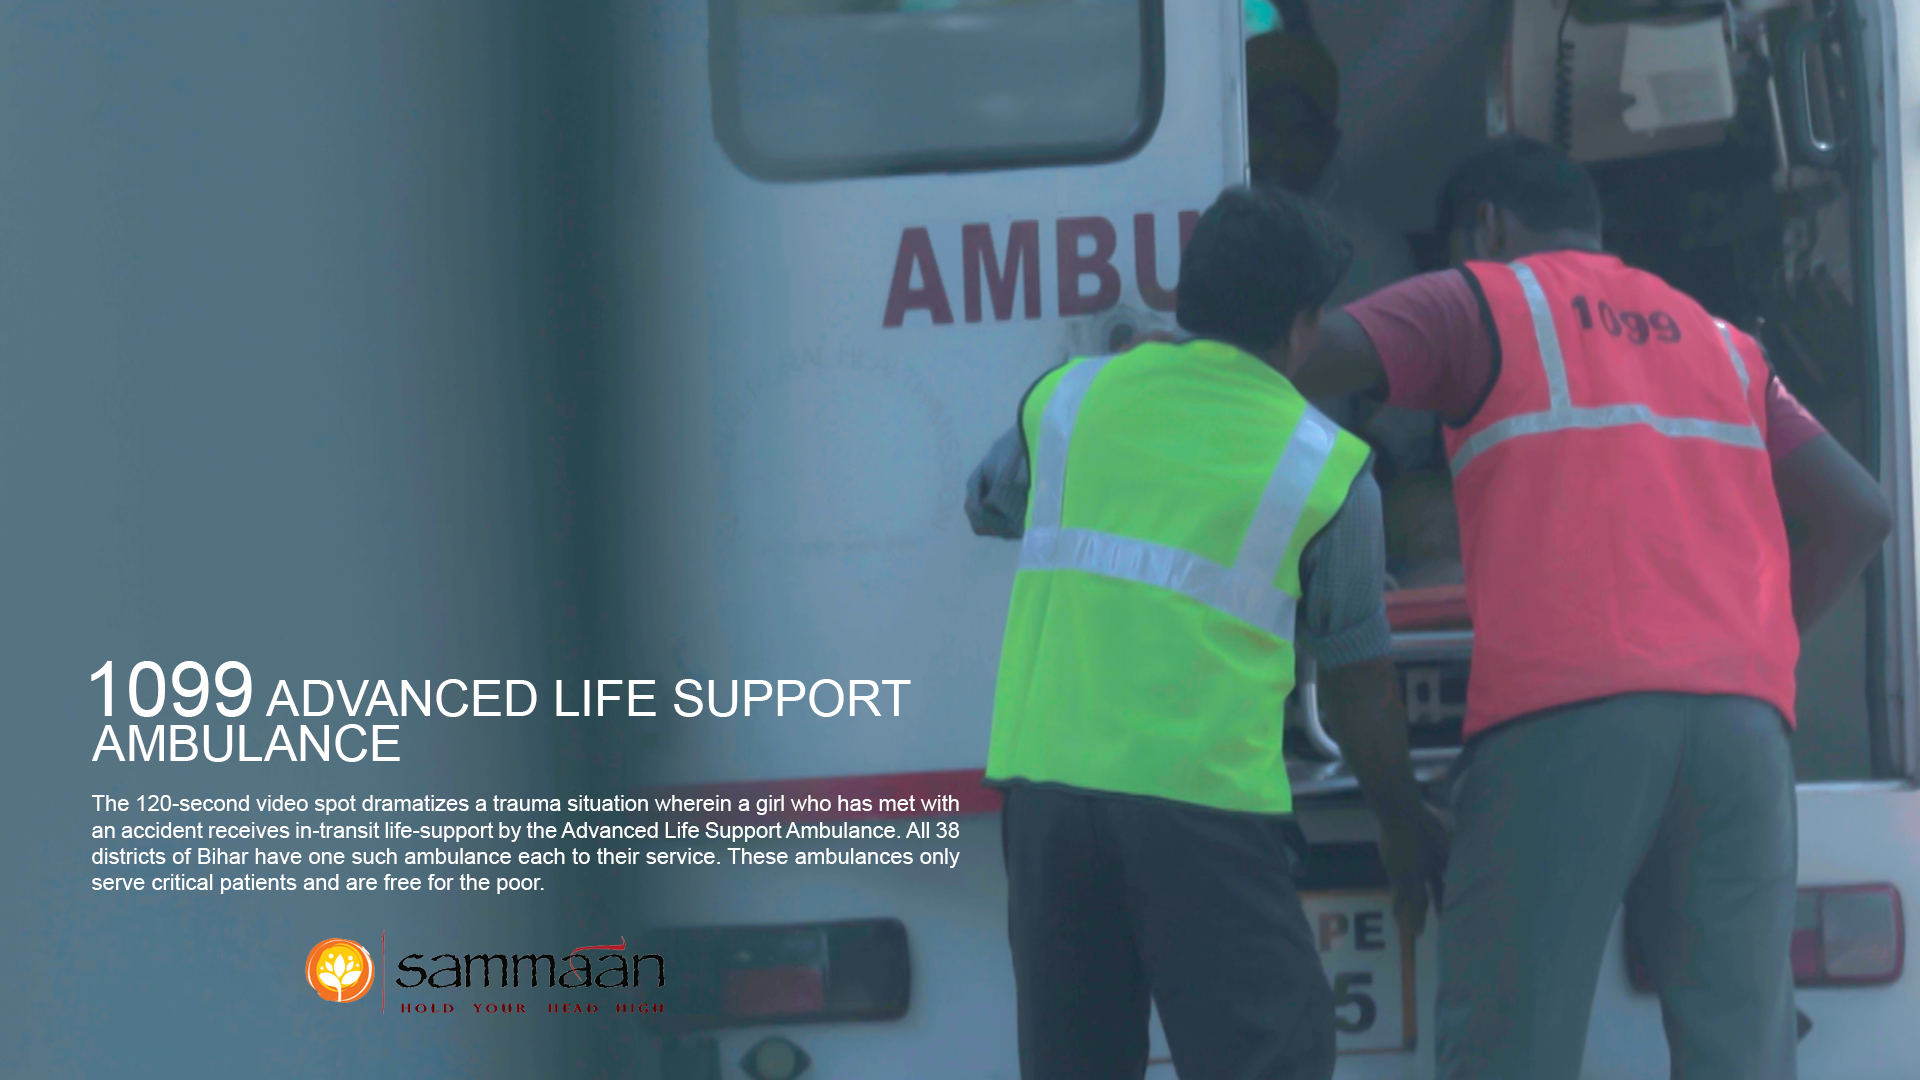 AMBU
1099
1099 ADVANCED LIFE SUPPORT
AMBULANCE
The 120-second video spot dramatizes a trauma situation wherein a girl who has met with
an accident receives in-transit life-support by the Advanced Life Support Ambulance. All 38
districts of Bihar have one such ambulance each to their service. These ambulances only
serve critical patients and are free for the poor.
sammaan
HOLD YOUR HEAD HIGH
PE
5